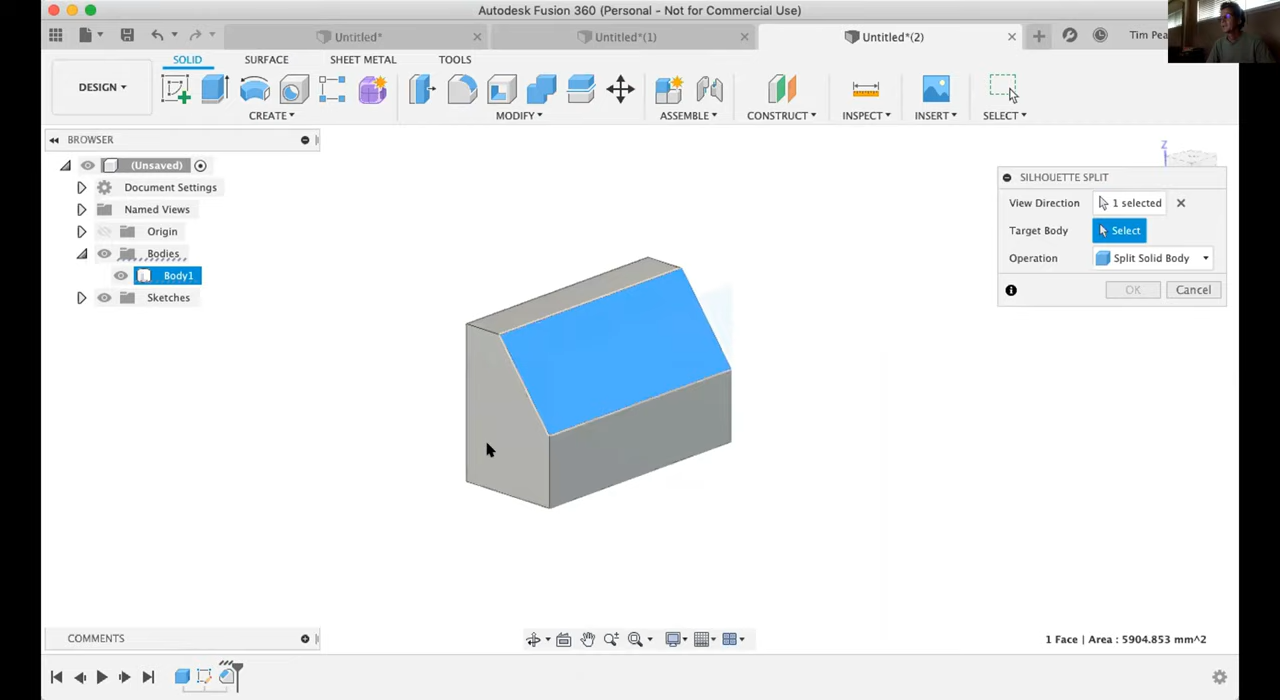 Autodesk Fusion 360 (Personal - Not for Commercial Use)
Untitled*
Untitled*(1)
Untitled*(2)
Tim Pea
DESIGN
SOLID
SURFACE
SHEET METAL
TOOLS
CREATE
MODIFY
ASSEMBLE
CONSTRUCT
INSPECT
INSERT
SELECT
BROWSER
(Unsaved)
Document Settings
Named Views
Origin
Bodies
Body1
Sketches
Z
SILHOUETTE SPLIT
View Direction
1 selected
Target Body
Select
Operation
Split Solid Body
OK
Cancel
COMMENTS
1 Face | Area : 5904.853 mm^2